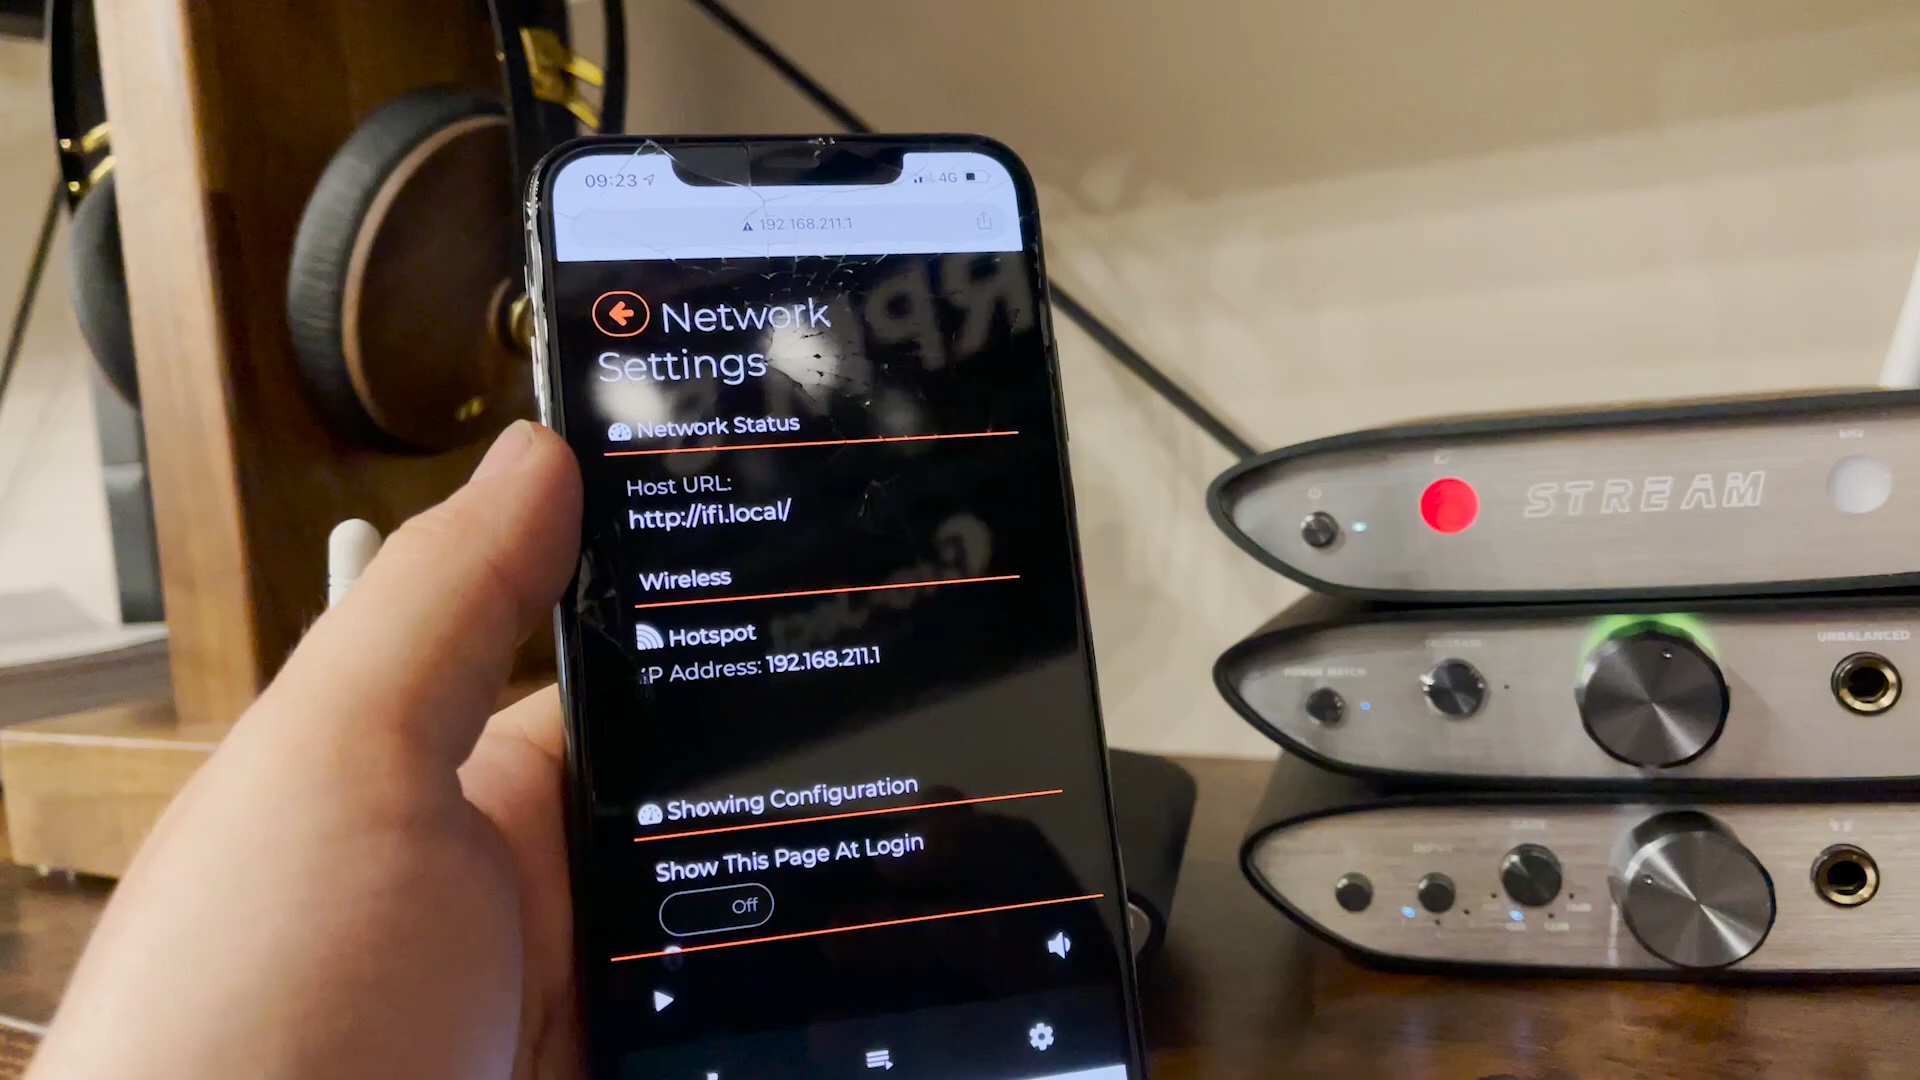 09:23
4G
192.168.211.1
Network
Settings
Network Status
Host URL:
http://ifi.local/
Wireless
Hotspot
IP Address: 192.168.211.1
Showing Configuration
Show This Page At Login
Off
STREAM
POWER MATCH
UNBALANCED